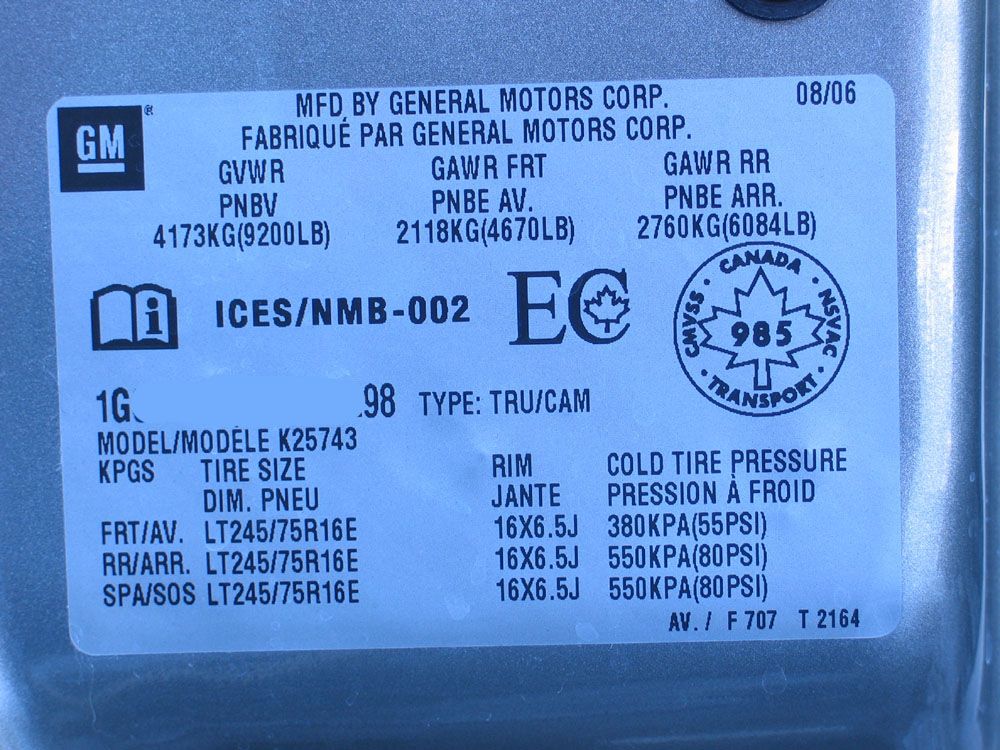 GM®
MFD BY GENERAL MOTORS CORP. 08/06
FABRIQUÉ PAR GENERAL MOTORS CORP.
GVWR GAWR FRT GAWR RR
PNBV PNBE AV. PNBE ARR.
4173KG(9200LB) 2118KG(4670LB) 2760KG(6084LB)
i ICES/NMB-002 EC
CANADA
CMVSS 985 NSVAC
TRANSPORT
1G 98 TYPE: TRU/CAM
MODEL/MODÈLE K25743
KPGS TIRE SIZE RIM COLD TIRE PRESSURE
DIM. PNEU JANTE PRESSION À FROID
FRT/AV. LT245/75R16E 16X6.5J 380KPA(55PSI)
RR/ARR. LT245/75R16E 16X6.5J 550KPA(80PSI)
SPA/SOS LT245/75R16E 16X6.5J 550KPA(80PSI)
AV. / F 707 T 2164